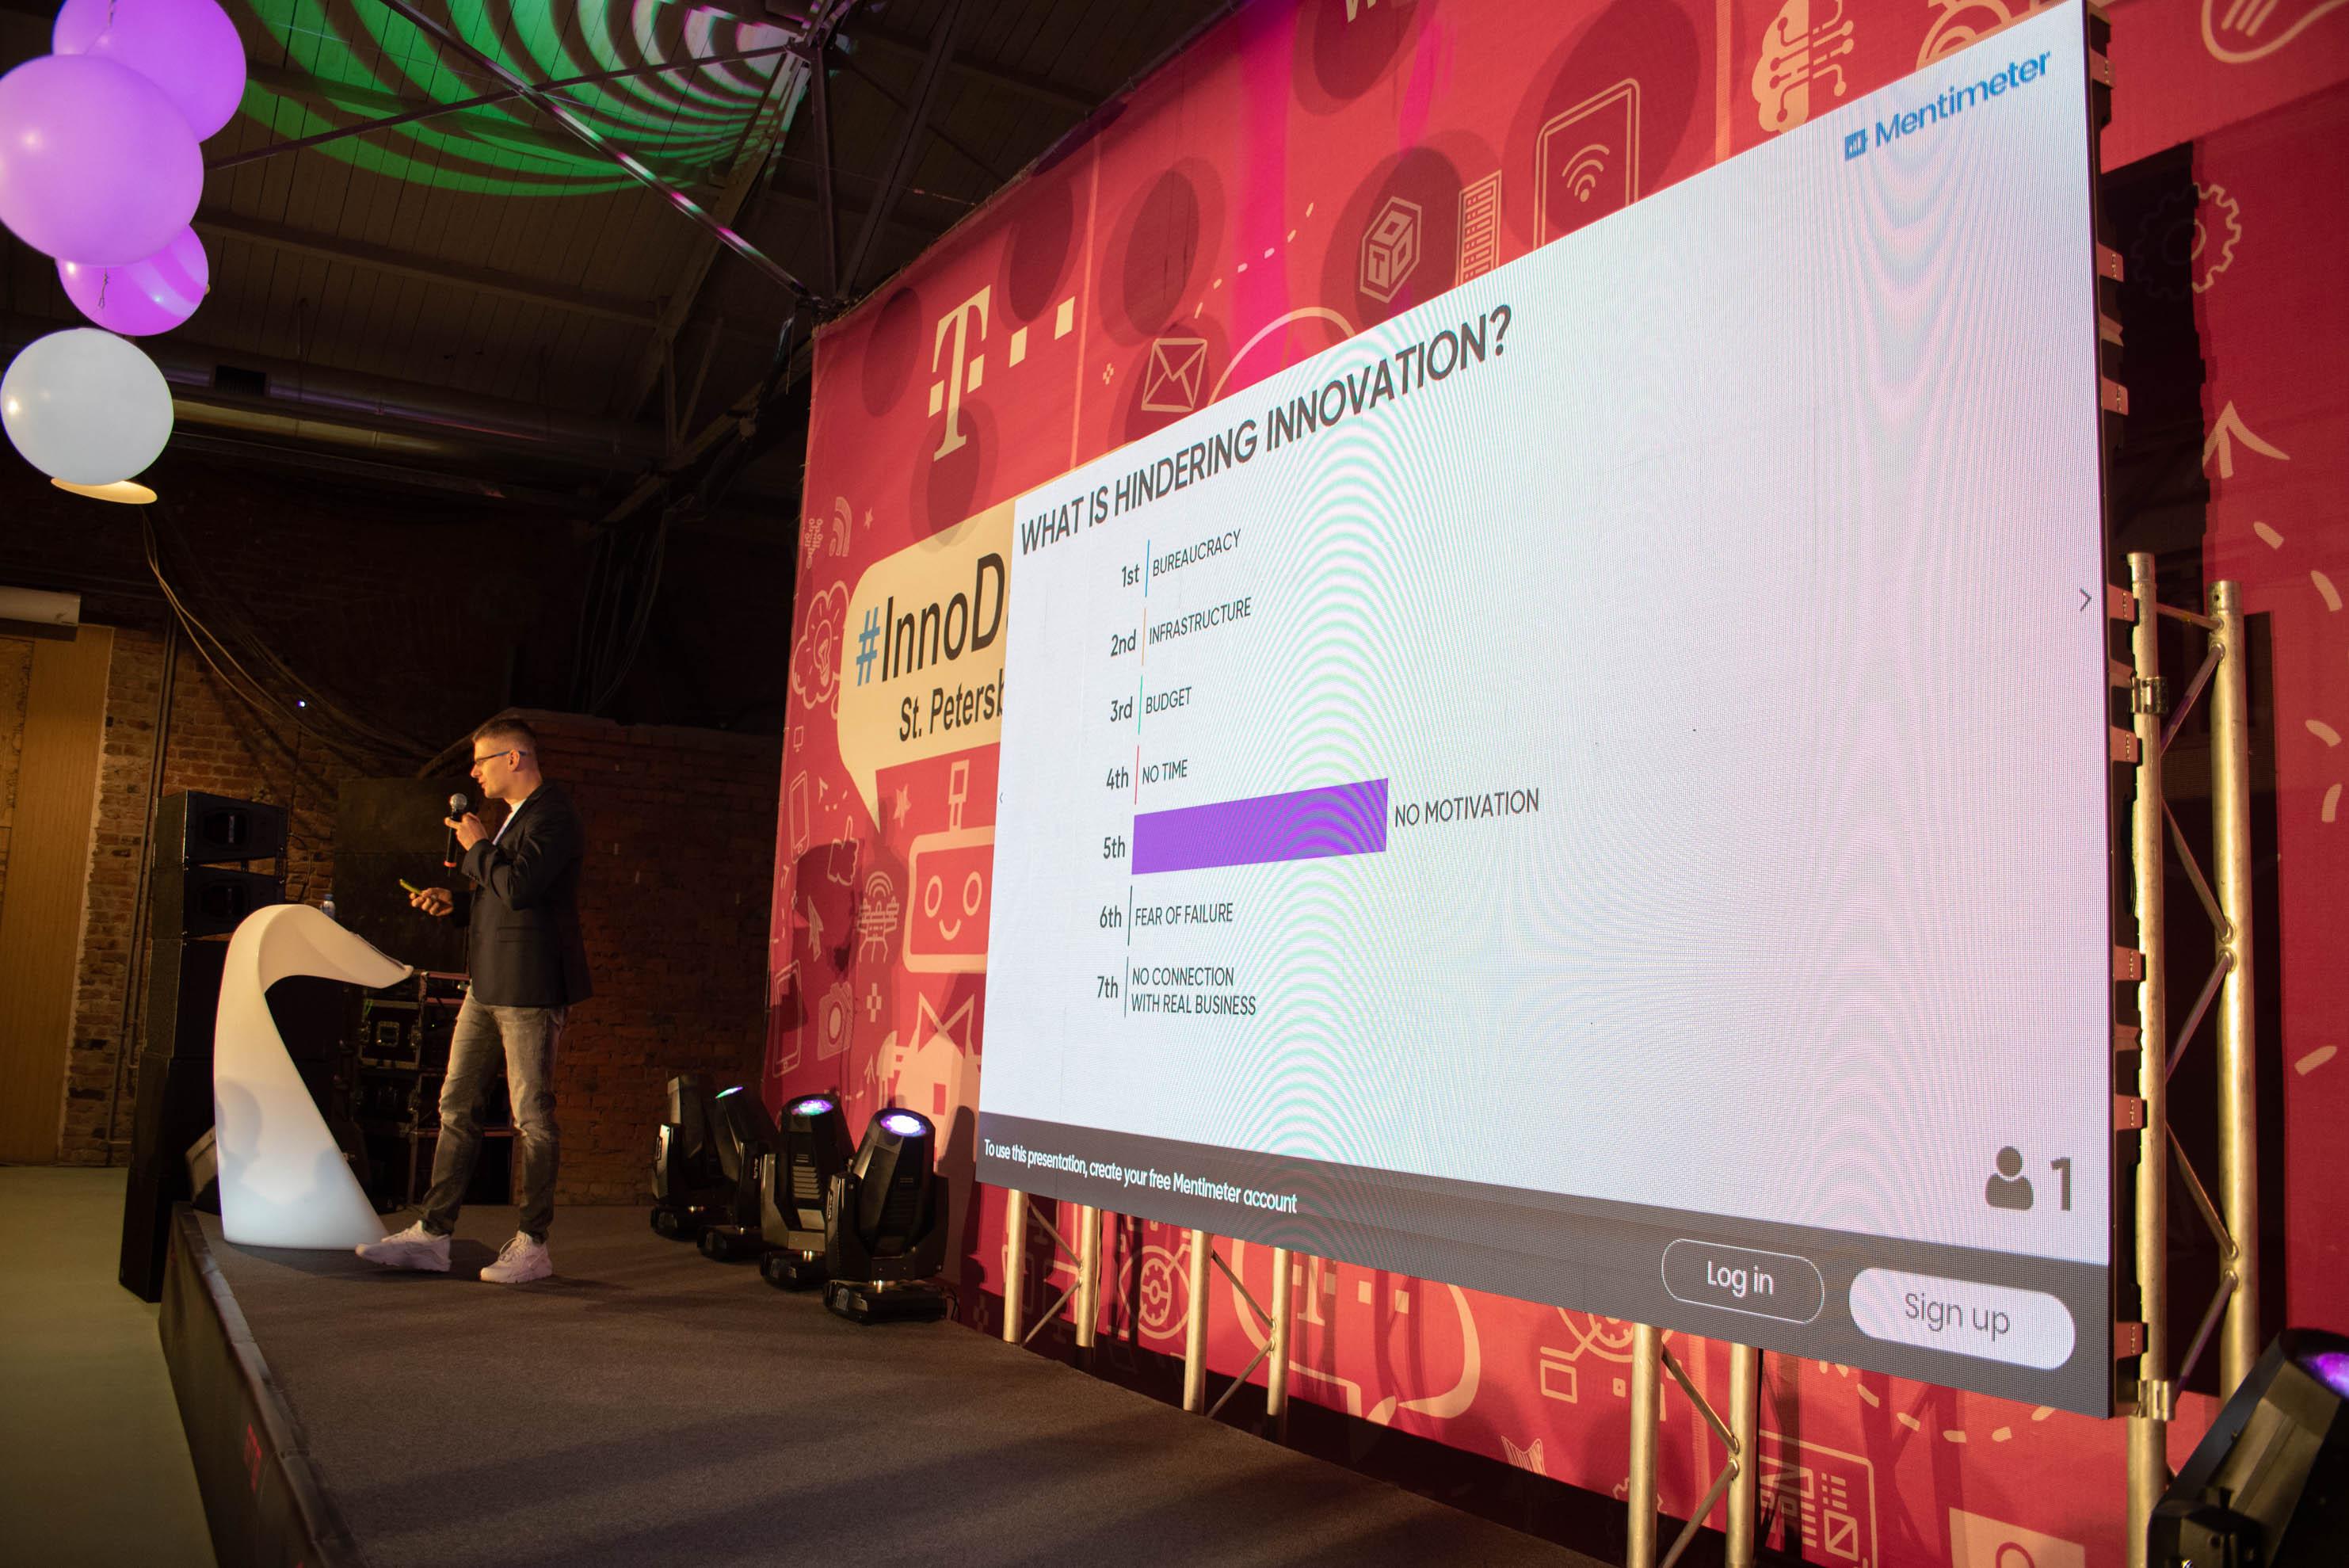 Mentimeter
T
WHAT IS HINDERING INNOVATION?
1st BUREAUCRACY
2nd INFRASTRUCTURE
3rd BUDGET
4th NO TIME
5th NO MOTIVATION
6th FEAR OF FAILURE
7th NO CONNECTION
WITH REAL BUSINESS
#InnoD
St. Petersb
1
To use this presentation, create your free Mentimeter account
Log in
Sign up